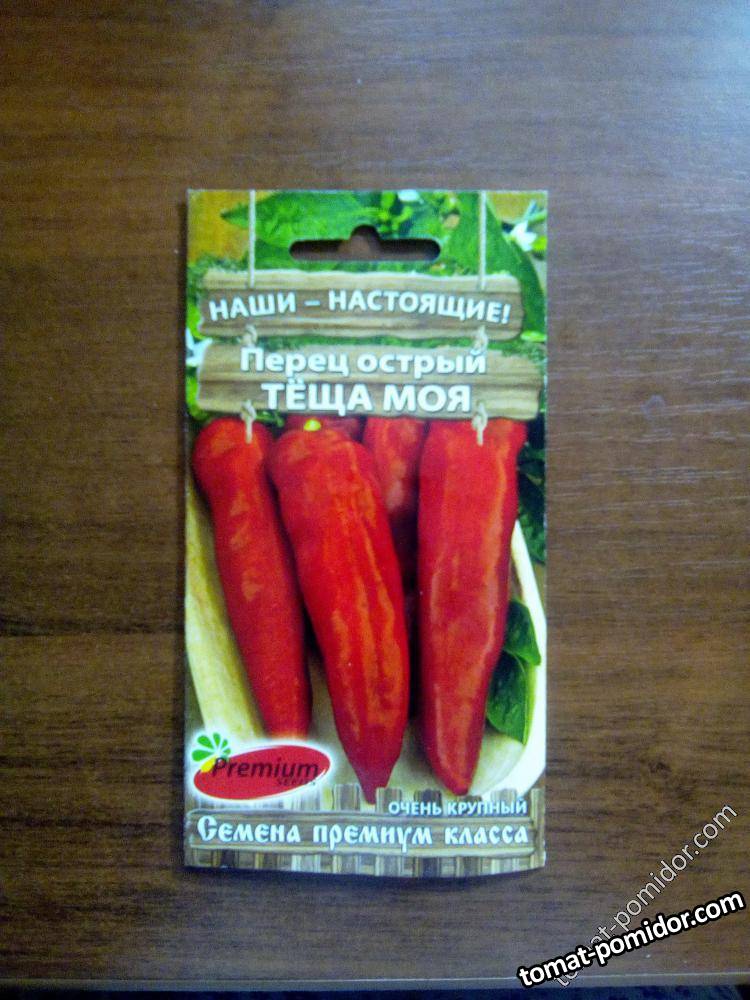 НАШИ – НАСТОЯЩИЕ!
Перец острый
ТЁЩА МОЯ
Premium
SEEDS
ОЧЕНЬ КРУПНЫЙ
Семена премиум класса
tomat-pomidor.com
tomat-pomidor.com